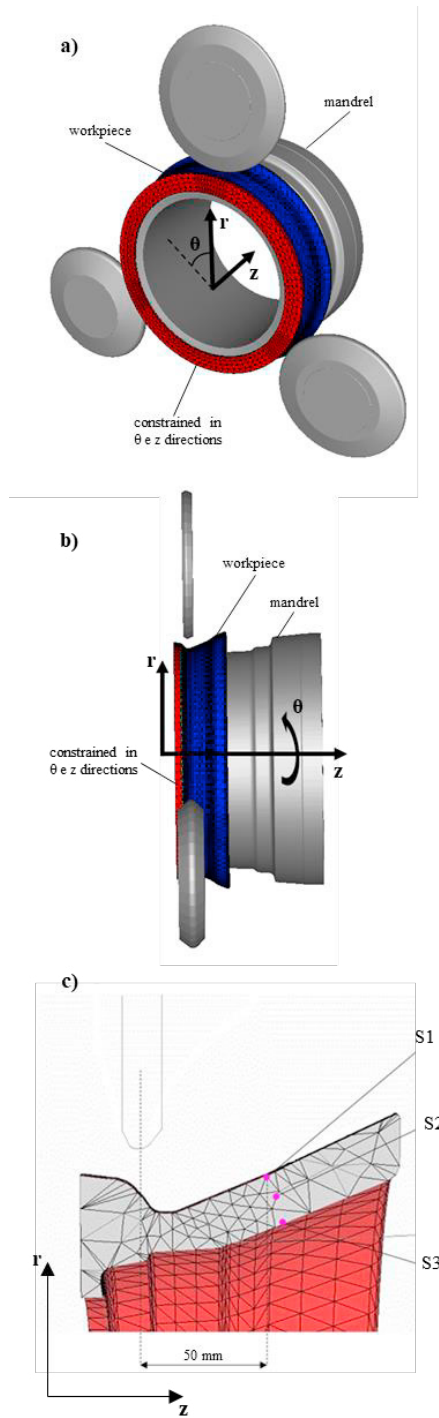 a)
mandrel
workpiece
r
θ
z
constrained in
θ e z directions
b)
workpiece
mandrel
r
θ
constrained in
θ e z directions
z
c)
S1
S2
S3
r
50 mm
z